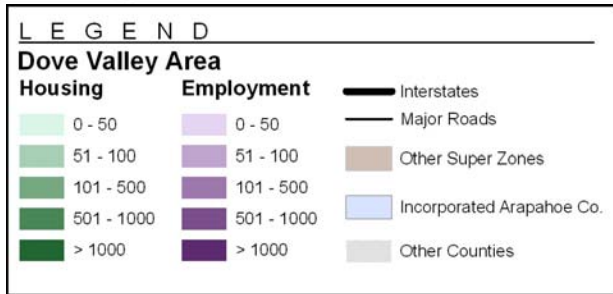 L E G E N D
Dove Valley Area
Housing
0 - 50
51 - 100
101 - 500
501 - 1000
> 1000
Employment
0 - 50
51 - 100
101 - 500
501 - 1000
> 1000
Interstates
Major Roads
Other Super Zones
Incorporated Arapahoe Co.
Other Counties